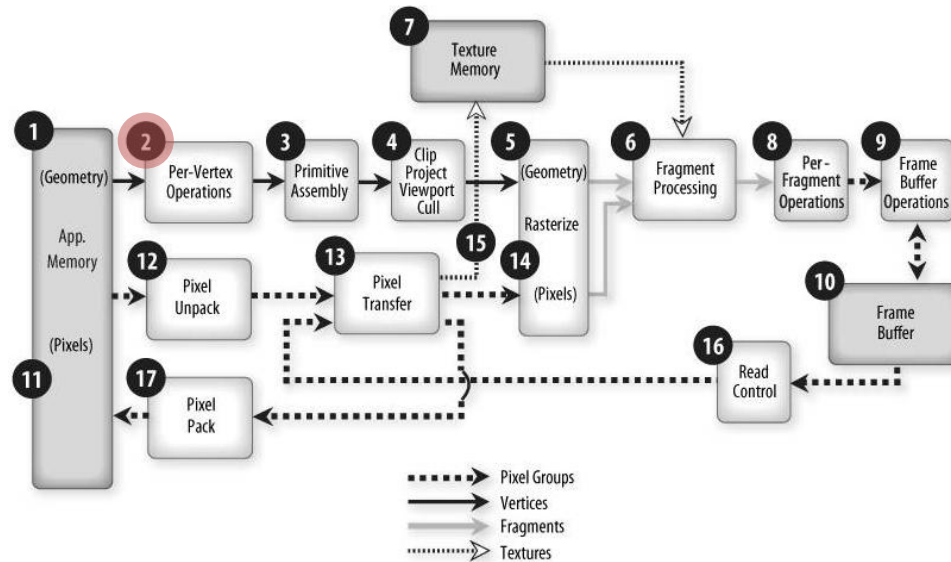 7
Texture
Memory
1
(Geometry)
App.
Memory
(Pixels)
11
2
Per-Vertex
Operations
3
Primitive
Assembly
4
Clip
Project
Viewport
Cull
5
(Geometry)
Rasterize
14
(Pixels)
6
Fragment
Processing
8
Per-
Fragment
Operations
9
Frame
Buffer
Operations
12
Pixel
Unpack
13
Pixel
Transfer
15
10
Frame
Buffer
16
Read
Control
17
Pixel
Pack
Pixel Groups
Vertices
Fragments
Textures